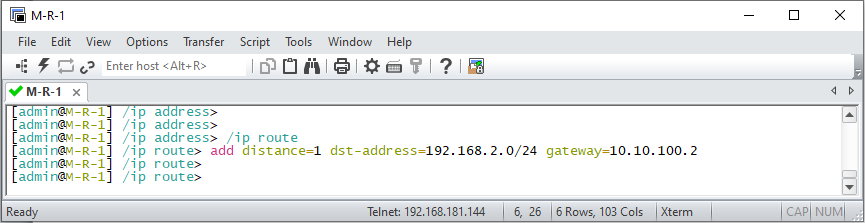 M-R-1
File Edit View Options Transfer Script Tools Window Help
Enter host <Alt+R>
M-R-1
[admin@M-R-1] /ip address>
[admin@M-R-1] /ip address>
[admin@M-R-1] /ip address> /ip route
[admin@M-R-1] /ip route> add distance=1 dst-address=192.168.2.0/24 gateway=10.10.100.2
[admin@M-R-1] /ip route>
[admin@M-R-1] /ip route>
Ready Telnet: 192.168.181.144 6, 26 6 Rows, 103 Cols Xterm CAP NUM